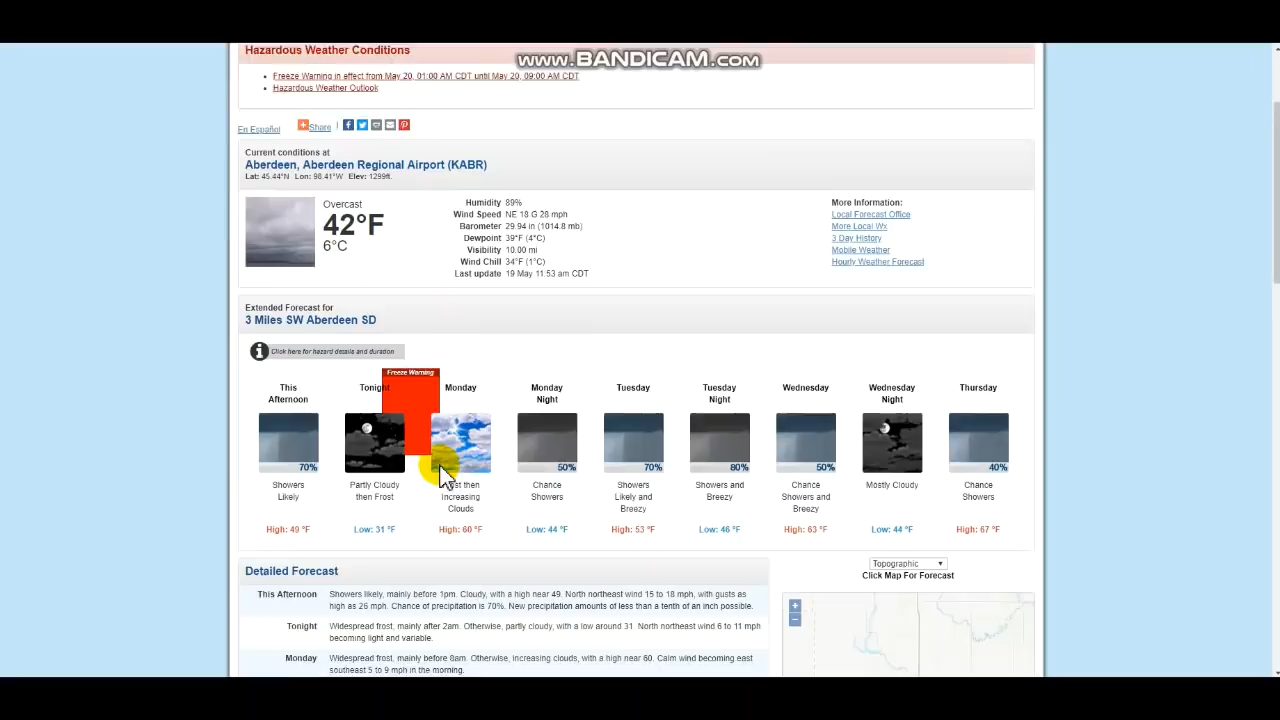 Hazardous Weather Conditions
www.BANDICAM.com
Freeze Warning in effect from May 20, 01:00 AM CDT until May 20, 09:00 AM CDT
Hazardous Weather Outlook
En Español
Share |
Current conditions at
Aberdeen, Aberdeen Regional Airport (KABR)
Lat: 45.44°N Lon: 98.41°W Elev: 1299ft.
Overcast
42°F
6°C
Humidity 89%
Wind Speed NE 18 G 28 mph
Barometer 29.94 in (1014.8 mb)
Dewpoint 39°F (4°C)
Visibility 10.00 mi
Wind Chill 34°F (1°C)
Last update 19 May 11:53 am CDT
More Information:
Local Forecast Office
More Local Wx
3 Day History
Mobile Weather
Hourly Weather Forecast
Extended Forecast for
3 Miles SW Aberdeen SD
Click here for hazard details and duration
Freeze Warning
This Afternoon
70%
Showers Likely
High: 49 °F
Tonight
Partly Cloudy then Frost
Low: 31 °F
Monday
then Increasing Clouds
High: 60 °F
Monday Night
50%
Chance Showers
Low: 44 °F
Tuesday
70%
Showers Likely and Breezy
High: 53 °F
Tuesday Night
80%
Showers and Breezy
Low: 46 °F
Wednesday
50%
Chance Showers and Breezy
High: 63 °F
Wednesday Night
Mostly Cloudy
Low: 44 °F
Thursday
40%
Chance Showers
High: 67 °F
Detailed Forecast
This Afternoon Showers likely, mainly before 1pm. Cloudy, with a high near 49. North northeast wind 15 to 18 mph, with gusts
as high as 26 mph. Chance of precipitation is 70%. New precipitation amounts of less than a tenth of an inch possible.
Tonight Widespread frost, mainly after 2am. Otherwise, partly cloudy, with a low around 31. North northeast wind 6 to 11 mph
becoming light and variable.
Monday Widespread frost, mainly before 8am. Otherwise, increasing clouds, with a high near 60. Calm wind becoming east
southeast 5 to 9 mph in the morning.
Topographic
Click Map For Forecast
+
−